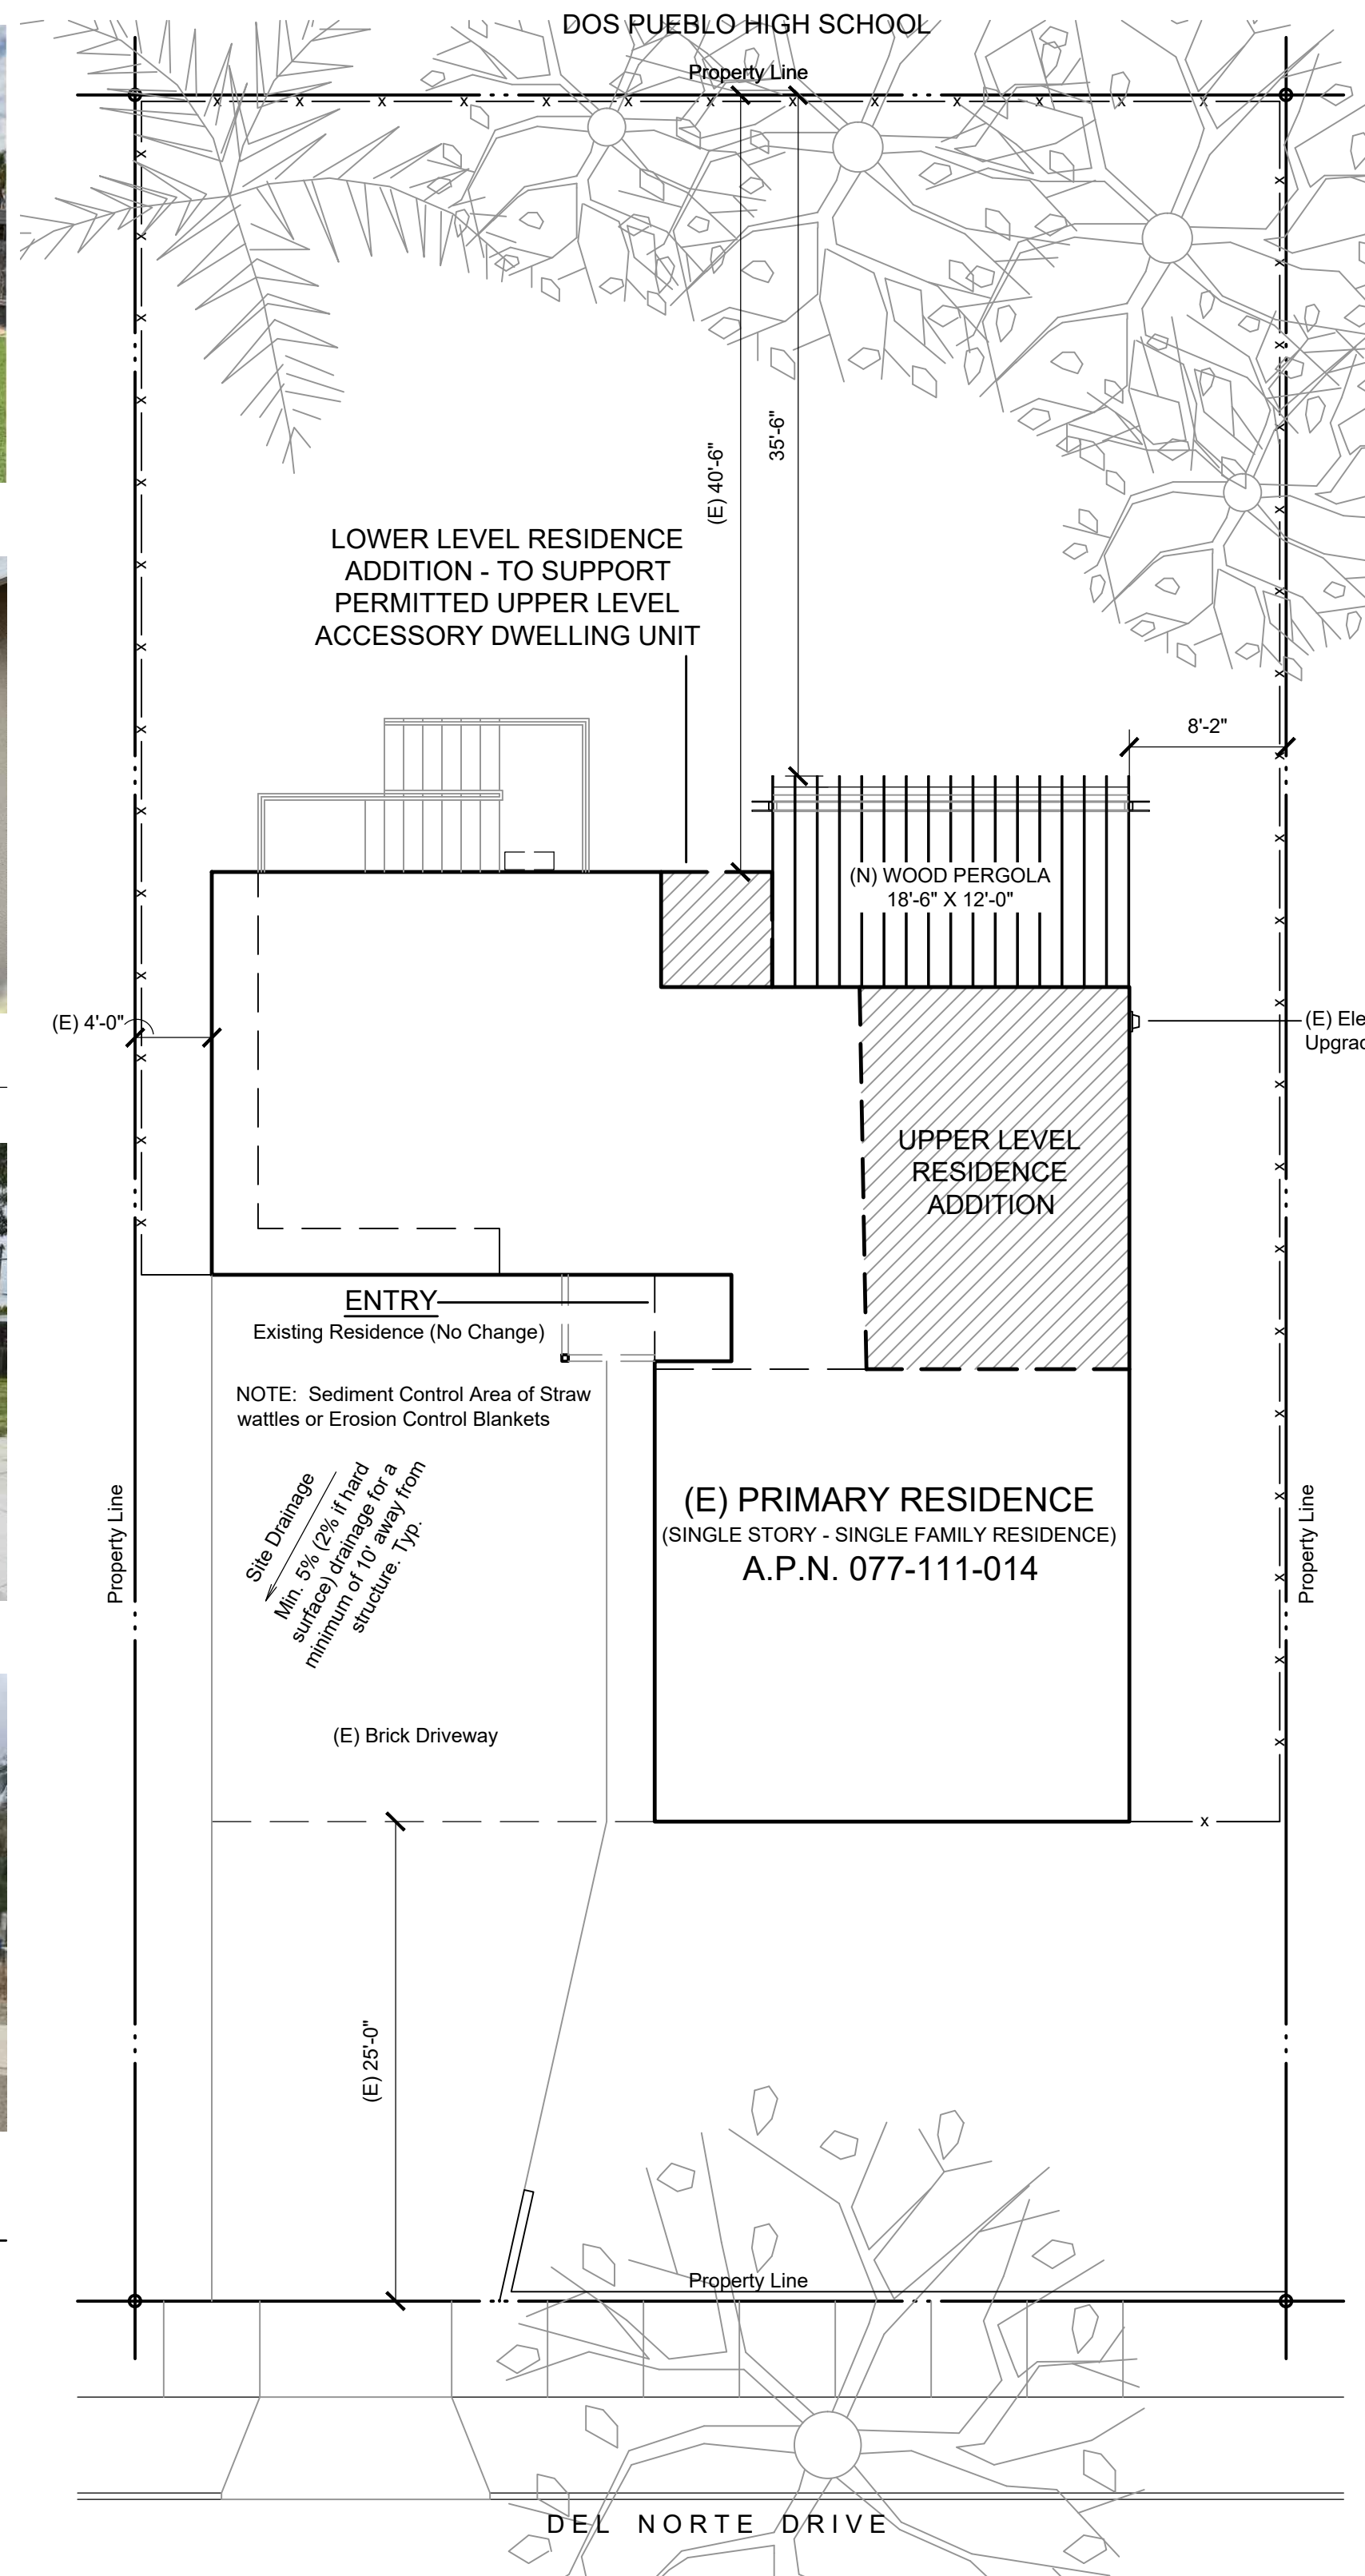 DOS PUEBLO HIGH SCHOOL
Property Line
(E) 40'-6"
35'-6"
LOWER LEVEL RESIDENCE
ADDITION - TO SUPPORT
PERMITTED UPPER LEVEL
ACCESSORY DWELLING UNIT
8'-2"
(N) WOOD PERGOLA
18'-6" X 12'-0"
(E) 4'-0"
(E) Ele
Upgrad
UPPER LEVEL
RESIDENCE
ADDITION
ENTRY
Existing Residence (No Change)
NOTE:  Sediment Control Area of Straw
wattles or Erosion Control Blankets
Site Drainage
Min. 5% (2% if hard
surface) drainage for a
minimum of 10' away from
structure. Typ.
Property Line
(E) PRIMARY RESIDENCE
(SINGLE STORY - SINGLE FAMILY RESIDENCE)
A.P.N. 077-111-014
Property Line
(E) Brick Driveway
(E) 25'-0"
Property Line
DEL NORTE DRIVE